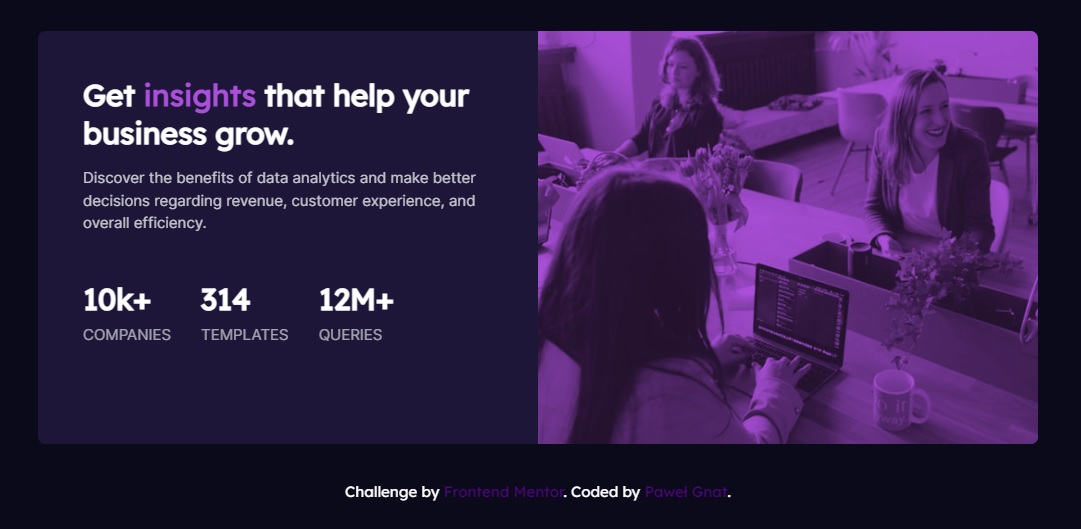 Get insights that help your
business grow.
Discover the benefits of data analytics and make better
decisions regarding revenue, customer experience, and
overall efficiency.
10k+ 314 12M+
COMPANIES TEMPLATES QUERIES
Challenge by Frontend Mentor. Coded by Paweł Gnat.